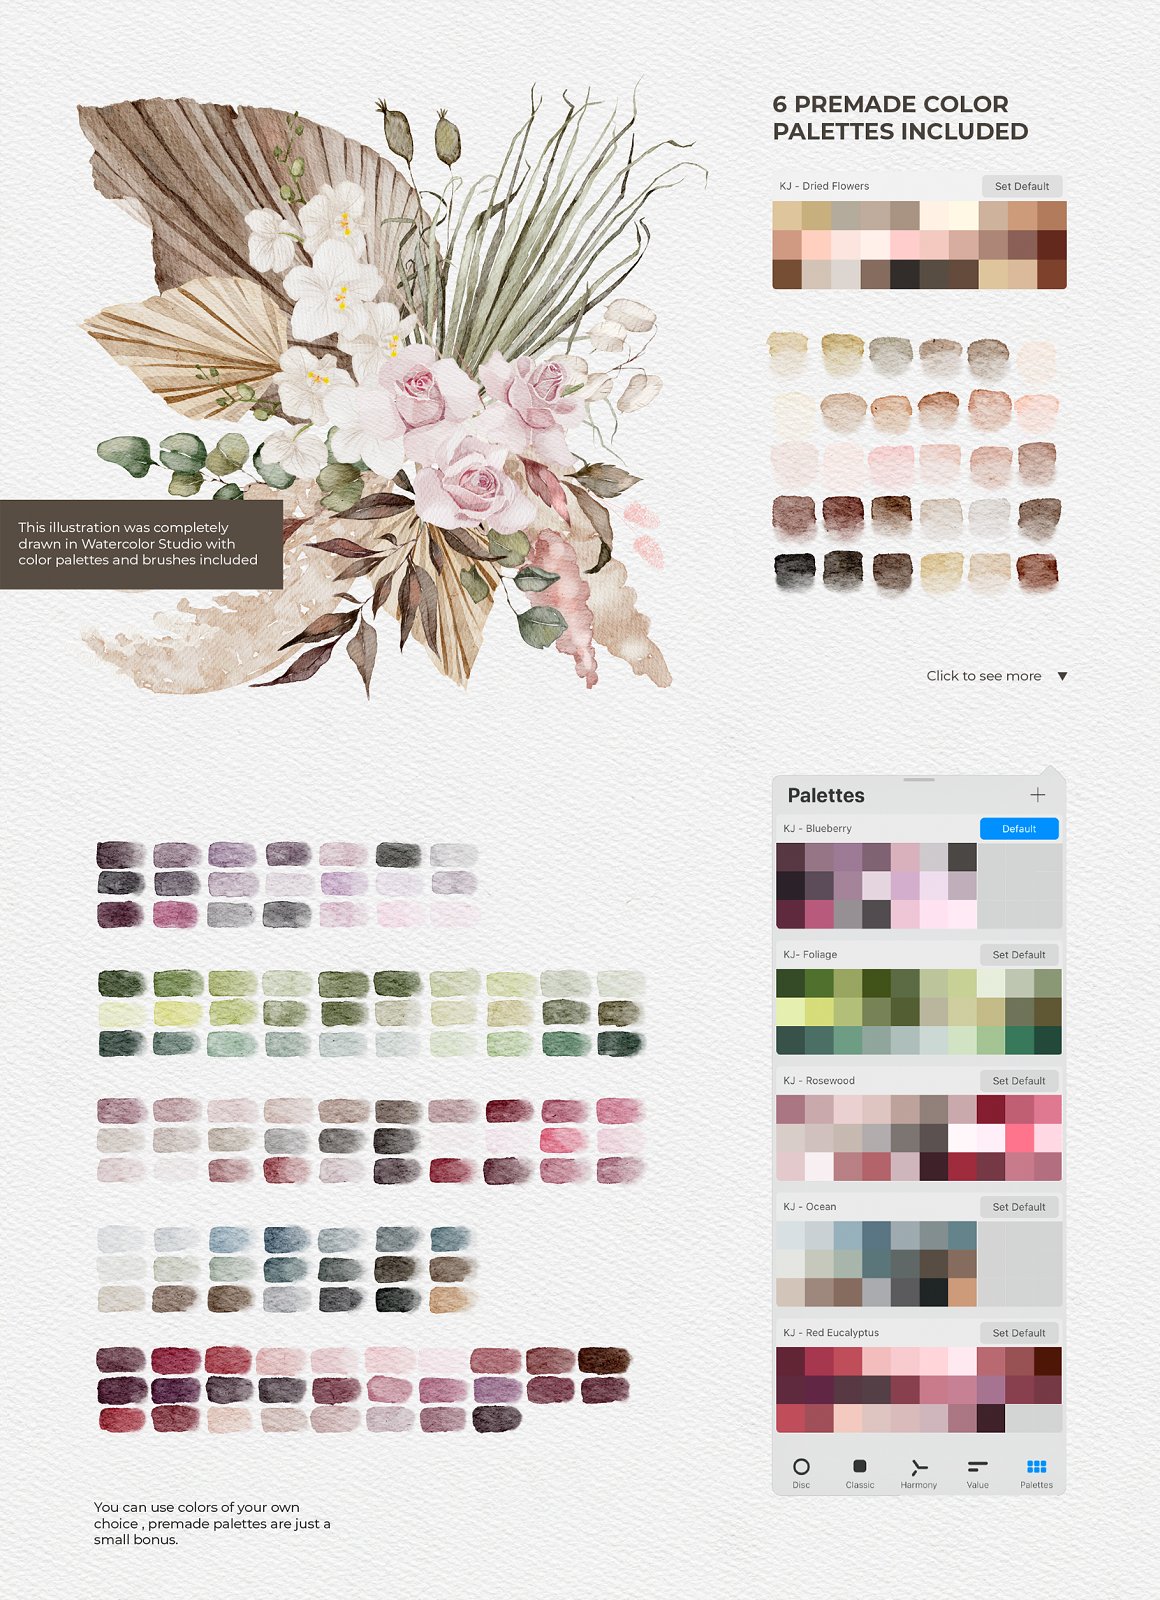 6 PREMADE COLOR
PALETTES INCLUDED
KJ - Dried Flowers
Set Default
This illustration was completely
drawn in Watercolor Studio with
color palettes and brushes included
Click to see more
Palettes
KJ - Blueberry
Default
KJ- Foliage
Set Default
KJ - Rosewood
Set Default
KJ - Ocean
Set Default
KJ - Red Eucalyptus
Set Default
Disc
Classic
Harmony
Value
Palettes
You can use colors of your own
choice , premade palettes are just a
small bonus.